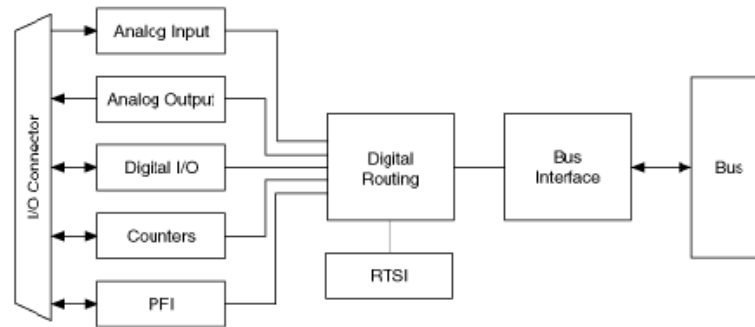 I/O Connector
Analog Input
Analog Output
Digital I/O
Counters
PFI
Digital
Routing
RTSI
Bus
Interface
Bus